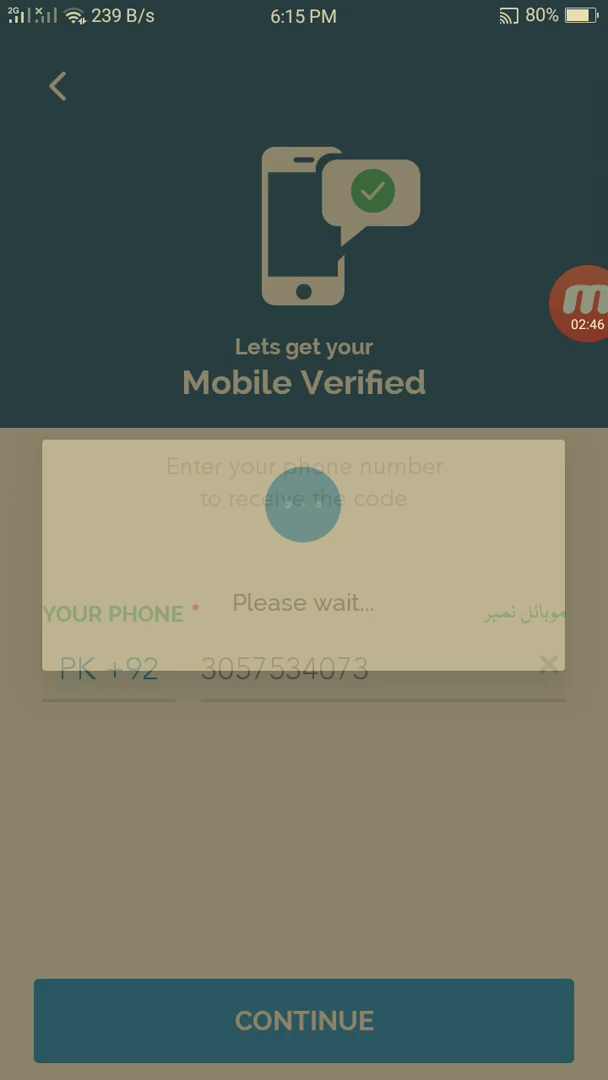 2G 239 B/s 6:15 PM 80%
m
02:46
Lets get your
Mobile Verified
Enter your phone number
to receive the code
Please wait...
YOUR PHONE * موبائل نمبر
PK +92 3057534073
CONTINUE